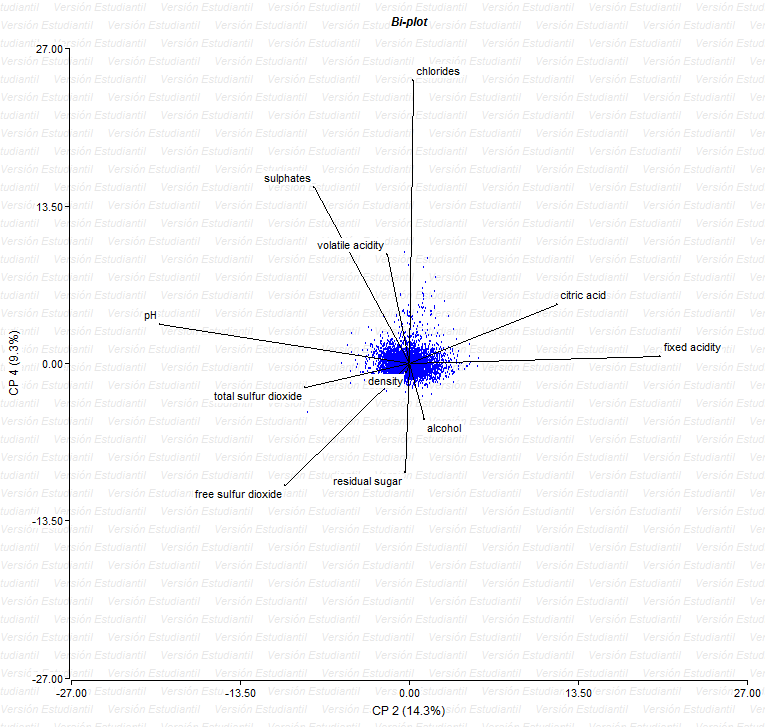 Bi-plot
27.00
chlorides
sulphates
13.50
volatile acidity
citric acid
pH
fixed acidity
0.00
density
total sulfur dioxide
alcohol
residual sugar
free sulfur dioxide
-13.50
-27.00
-27.00 -13.50 0.00 13.50 27.00
CP 2 (14.3%)
CP 4 (9.3%)
Versión Estudiantil